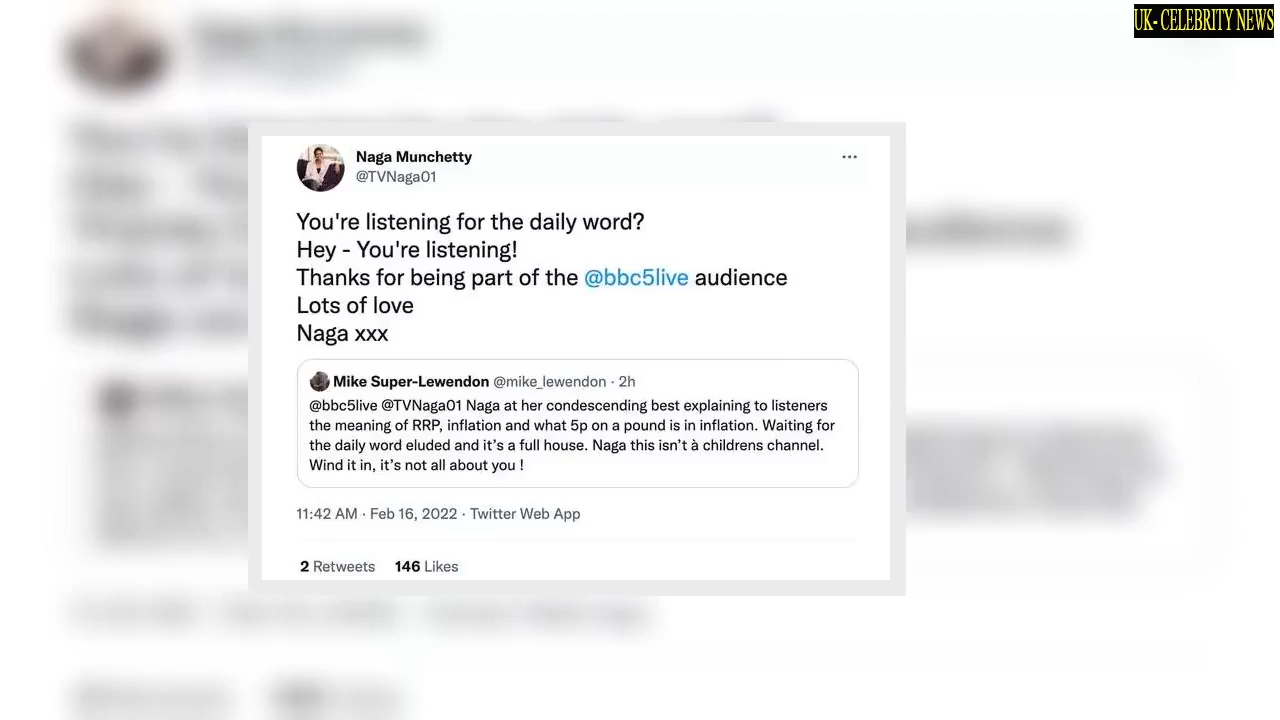 UK- CELEBRITY NEWS
Naga Munchetty
@TVNaga01
You're listening for the daily word?
Hey - You're listening!
Thanks for being part of the @bbc5live audience
Lots of love
Naga xxx
Mike Super-Lewendon @mike_lewendon · 2h
@bbc5live @TVNaga01 Naga at her condescending best explaining to listeners
the meaning of RRP, inflation and what 5p on a pound is in inflation. Waiting for
the daily word eluded and it's a full house. Naga this isn't à childrens channel.
Wind it in, it's not all about you !
11:42 AM · Feb 16, 2022 · Twitter Web App
2 Retweets 146 Likes